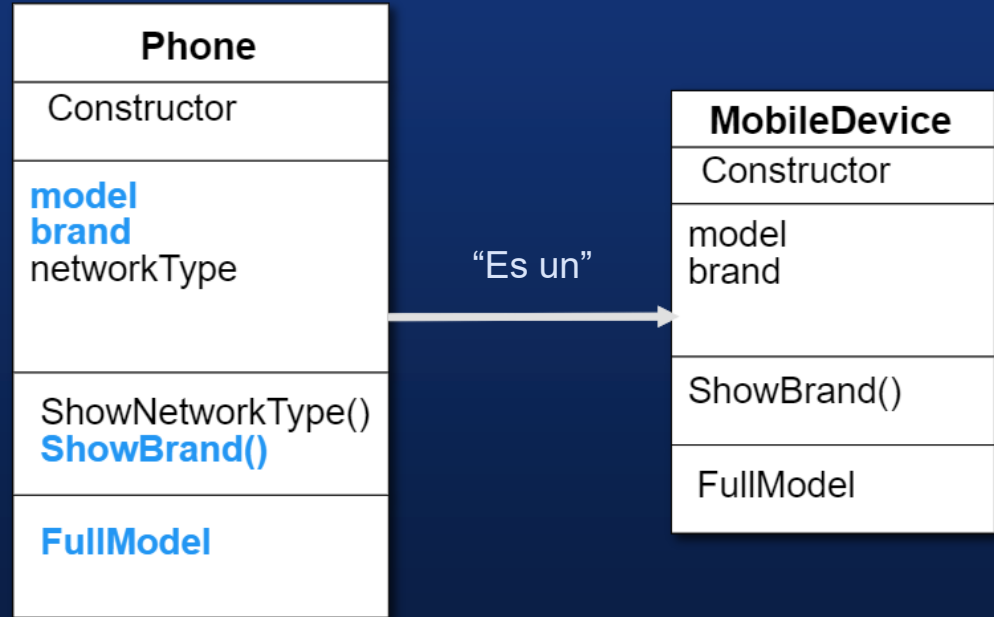 Phone
Constructor
model
brand
networkType
ShowNetworkType()
ShowBrand()
FullModel
“Es un”
MobileDevice
Constructor
model
brand
ShowBrand()
FullModel